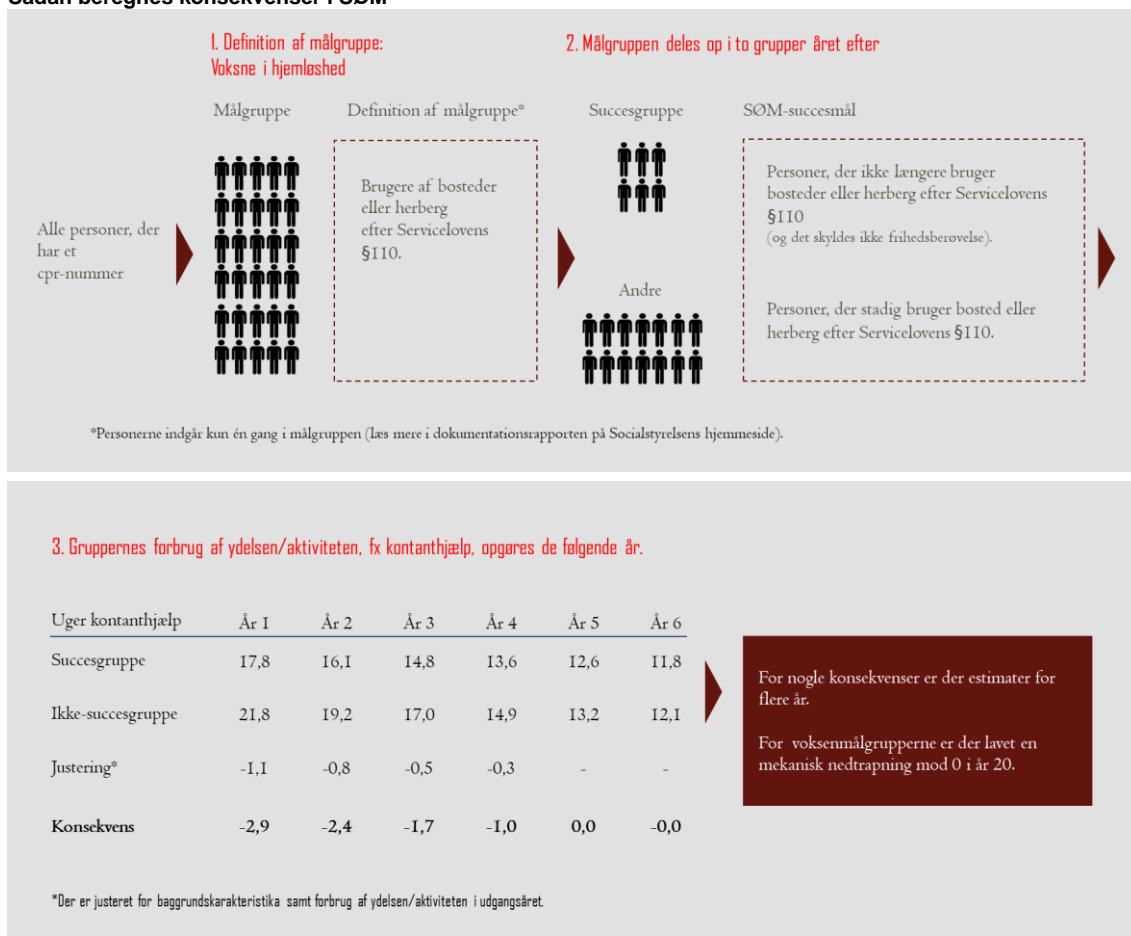 Sådan beregnes konsekvenser i SØM
1. Definition af målgruppe:
Voksne i hjemløshed
2. Målgruppen deles op i to grupper året efter
Målgruppe
Definition af målgruppe*
Succesgruppe
SØM-succesmål
Alle personer, der
har et
cpr-nummer
Brugere af bosteder
eller herberg
efter Servicelovens
§110.
Personer, der ikke længere bruger
bosteder eller herberg efter Servicelovens
§110
(og det skyldes ikke frihedsberøvelse).
Andre
Personer, der stadig bruger bosted eller
herberg efter Servicelovens §110.
*Personerne indgår kun én gang i målgruppen (læs mere i dokumentationsrapporten på Socialstyrelsens hjemmeside).
3. Gruppernes forbrug af ydelsen/aktiviteten, fx kontanthjælp, opgøres de følgende år.
Uger kontanthjælp År 1 År 2 År 3 År 4 År 5 År 6
Succesgruppe 17,8 16,1 14,8 13,6 12,6 11,8
Ikke-succesgruppe 21,8 19,2 17,0 14,9 13,2 12,1
Justering* -1,1 -0,8 -0,5 -0,3 - -
Konsekvens -2,9 -2,4 -1,7 -1,0 0,0 -0,0
For nogle konsekvenser er der estimater for
flere år.
For voksenmålgrupperne er der lavet en
mekanisk nedtrapning mod 0 i år 20.
*Der er justeret for baggrundskarakteristika samt forbrug af ydelsen/aktiviteten i udgangsåret.